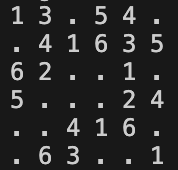 1 3 . 5 4 .
. 4 1 6 3 5
6 2 . . 1 .
5 . . . 2 4
. . 4 1 6 .
. 6 3 . . 1